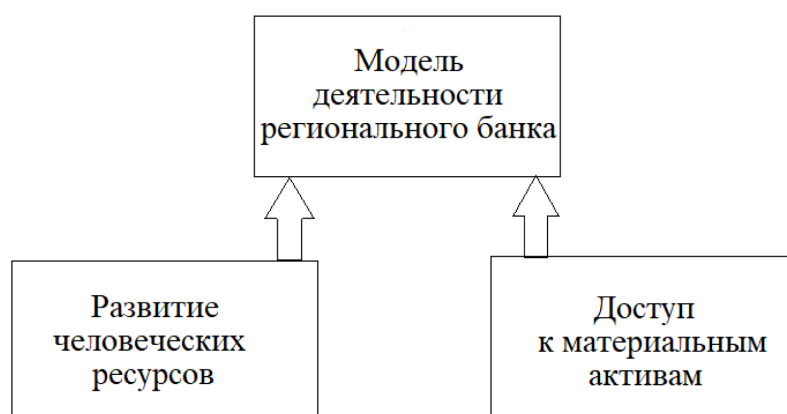 Модель
деятельности
регионального банка
Развитие
человеческих
ресурсов
Доступ
к материальным
активам